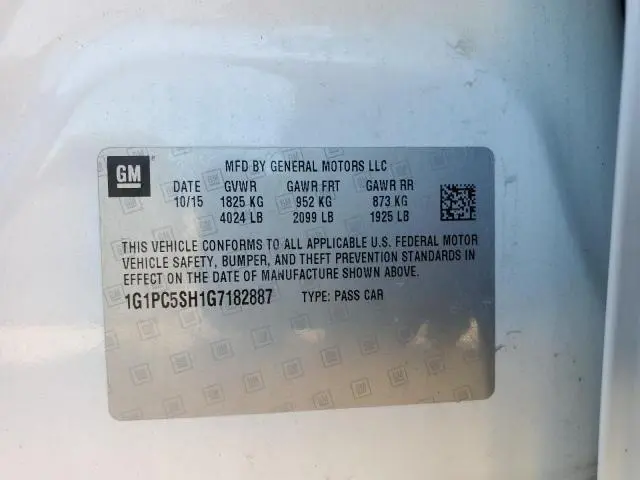 GM
MFD BY GENERAL MOTORS LLC
DATE GVWR GAWR FRT GAWR RR
10/15 1825 KG 952 KG 873 KG
4024 LB 2099 LB 1925 LB
THIS VEHICLE CONFORMS TO ALL APPLICABLE U.S. FEDERAL MOTOR
VEHICLE SAFETY, BUMPER, AND THEFT PREVENTION STANDARDS IN
EFFECT ON THE DATE OF MANUFACTURE SHOWN ABOVE.
1G1PC5SH1G7182887 TYPE: PASS CAR